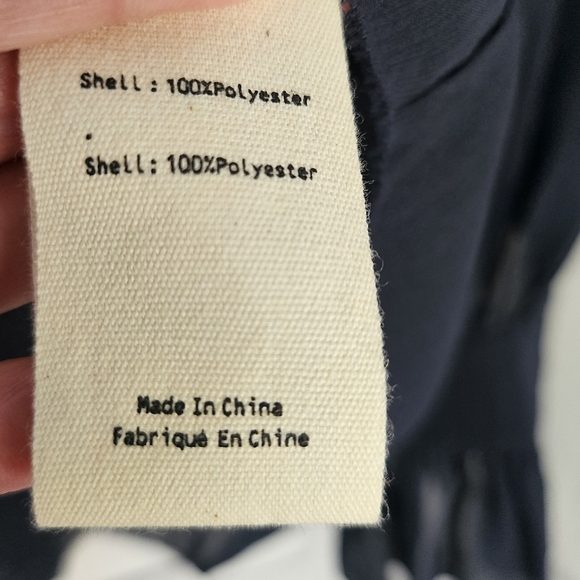 Shell : 100%Polyester
.
Shell: 100%Polyester
Made In China
Fabriqué En Chine